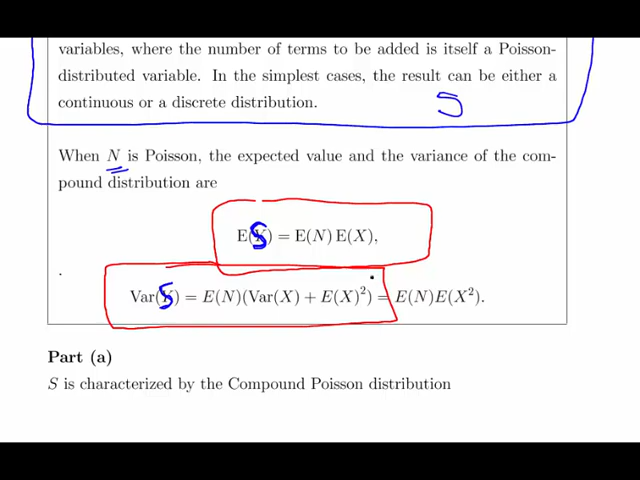 variables, where the number of terms to be added is itself a Poisson-
distributed variable. In the simplest cases, the result can be either a
continuous or a discrete distribution.
S
When N is Poisson, the expected value and the variance of the com-
pound distribution are
E(S) = E(N) E(X),
Var(S) = E(N)(Var(X) + E(X)²) = E(N)E(X²).
Part (a)
S is characterized by the Compound Poisson distribution